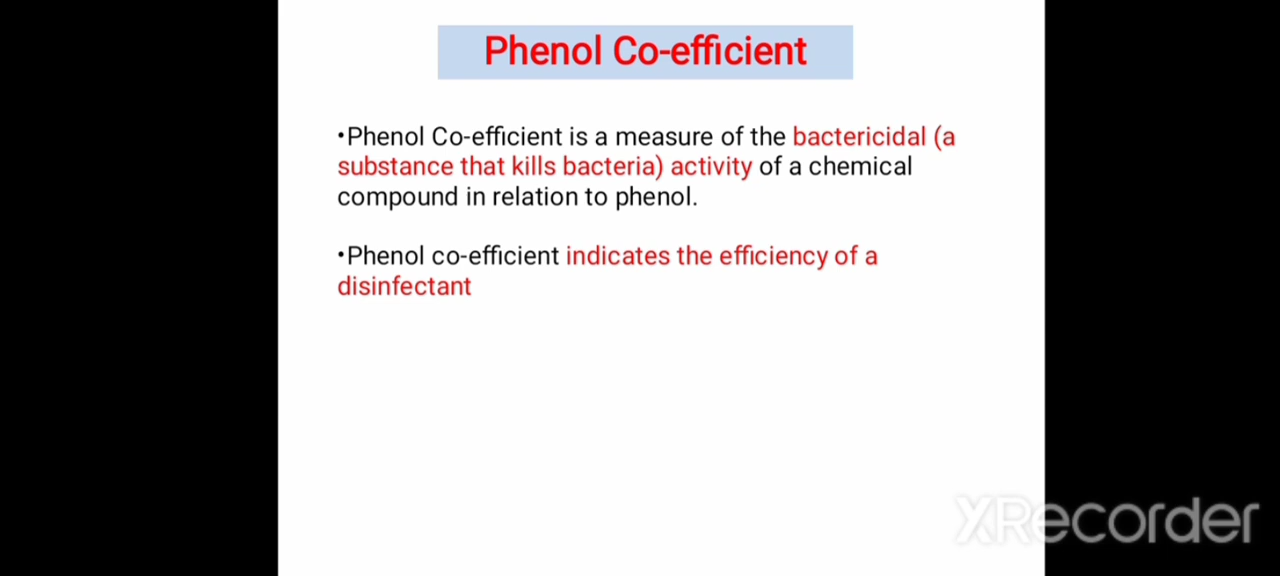 Phenol Co-efficient
•Phenol Co-efficient is a measure of the bactericidal (a
substance that kills bacteria) activity of a chemical
compound in relation to phenol.
•Phenol co-efficient indicates the efficiency of a
disinfectant
XRecorder